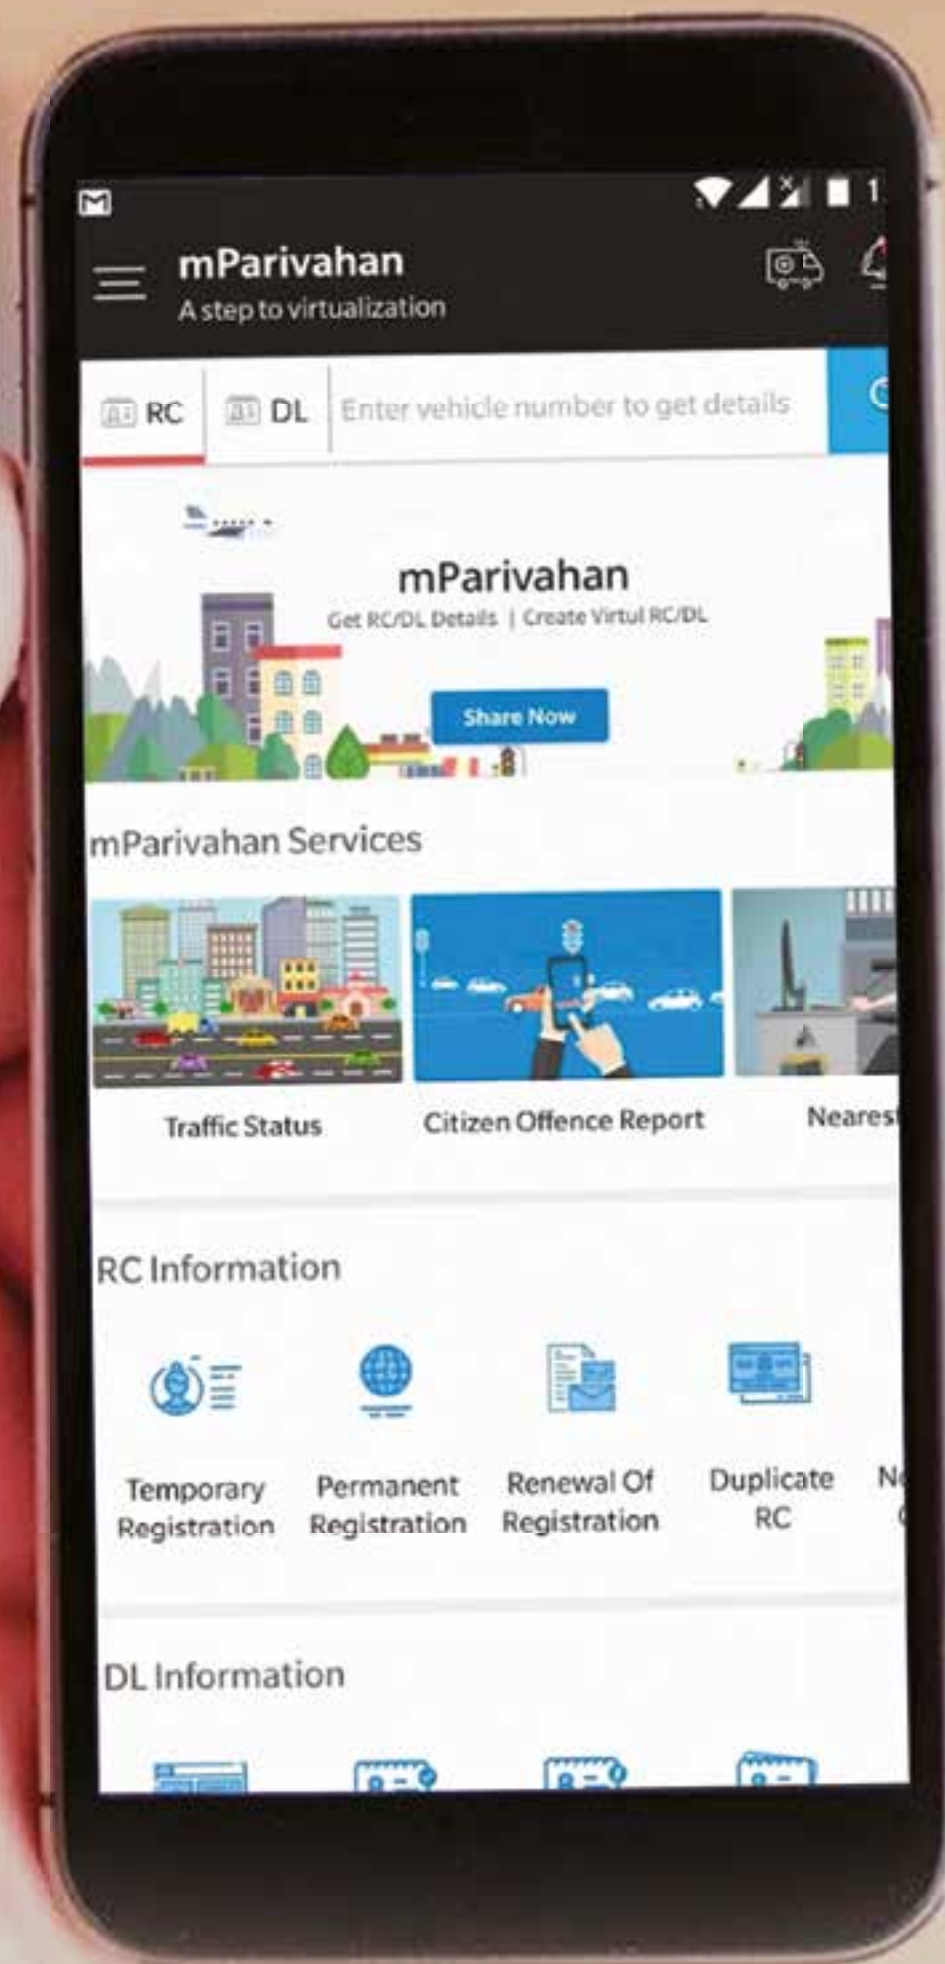 mParivahan
A step to virtualization
RC
DL
Enter vehicle number to get details
mParivahan
Get RC/DL Details | Create Virtul RC/DL
Share Now
mParivahan Services
Traffic Status
Citizen Offence Report
Nearest
RC Information
Temporary
Registration
Permanent
Registration
Renewal Of
Registration
Duplicate
RC
DL Information